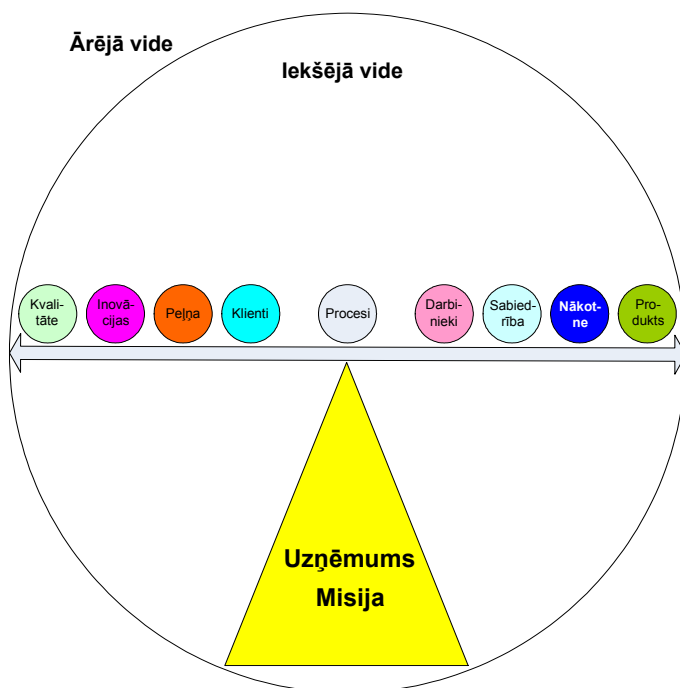 Ārējā vide
Iekšējā vide
Kvali-
tāte
Inovā-
cijas
Peļņa
Klienti
Procesi
Darbi-
nieki
Sabied-
rība
Nākot-
ne
Pro-
dukts
Uzņēmums
Misija